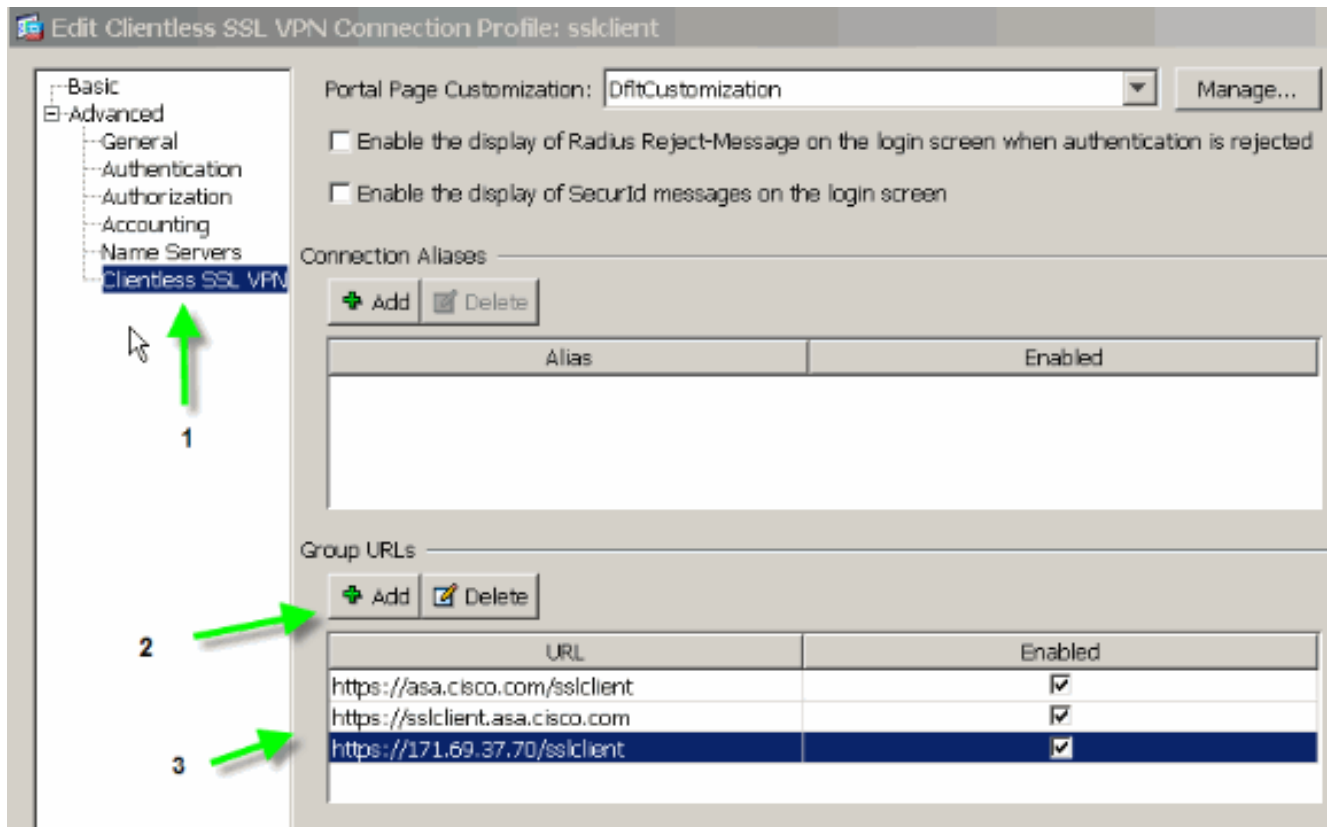 Edit Clientless SSL VPN Connection Profile: sslclient
Basic
Advanced
General
Authentication
Authorization
Accounting
Name Servers
Clientless SSL VPN
1
Portal Page Customization: DfltCustomization Manage...
Enable the display of Radius Reject-Message on the login screen when authentication is rejected
Enable the display of SecurId messages on the login screen
Connection Aliases
Add Delete
Alias Enabled
Group URLs
Add Delete
2
URL Enabled
https://asa.cisco.com/sslclient
https://sslclient.asa.cisco.com
https://171.69.37.70/sslclient
3